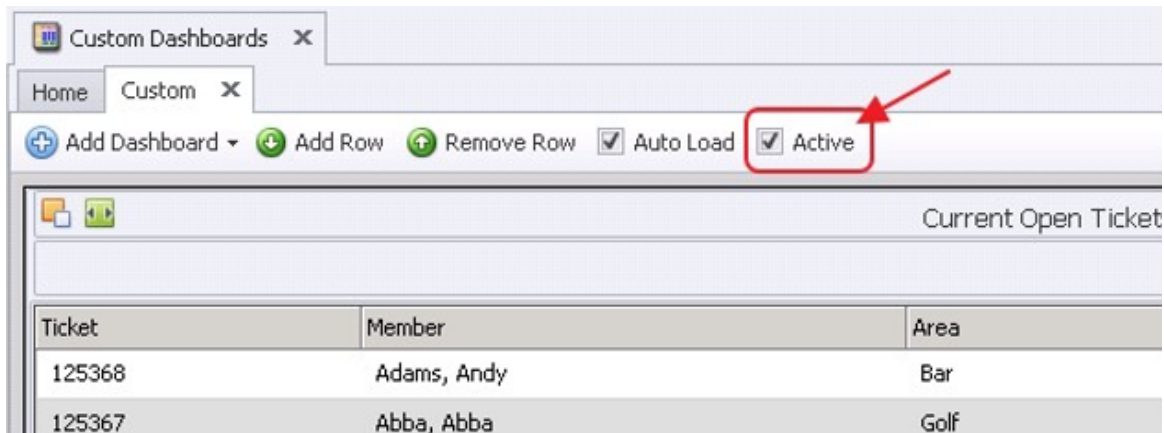 Custom Dashboards
Home Custom
Add Dashboard Add Row Remove Row Auto Load Active
Current Open Ticket
Ticket Member Area
125368 Adams, Andy Bar
125367 Abba, Abba Golf